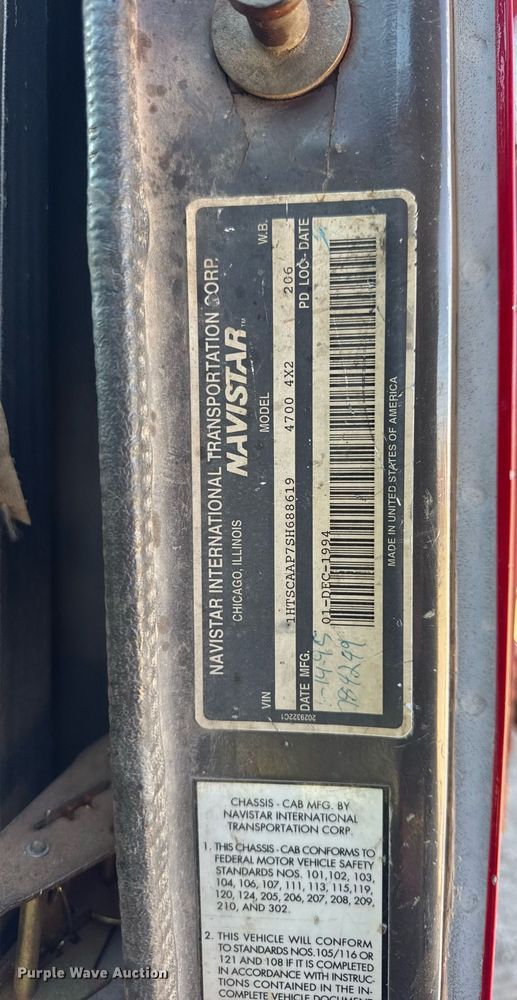 NAVISTAR INTERNATIONAL TRANSPORTATION CORP.
CHICAGO, ILLINOIS
NAVISTAR™
VIN MODEL W.B.
1HTSCAAP7SH688619 4700 4X2 206
DATE MFG. PD LOC- DATE
01-DEC-1994
MADE IN UNITED STATES OF AMERICA
2029322C1
CHASSIS - CAB MFG. BY
NAVISTAR INTERNATIONAL
TRANSPORTATION CORP.
1. THIS CHASSIS - CAB CONFORMS TO
FEDERAL MOTOR VEHICLE SAFETY
STANDARDS NOS. 101, 102, 103,
104, 106, 107, 111, 113, 115, 119,
120, 124, 205, 206, 207, 208, 209,
210, AND 302.
2. THIS VEHICLE WILL CONFORM
TO STANDARDS NOS. 105/116 OR
121 AND 108 IF IT IS COMPLETED
IN ACCORDANCE WITH INSTRUC-
TIONS CONTAINED IN THE IN-
COMPLETE VEHICLE DOCUMENT
Purple Wave Auction